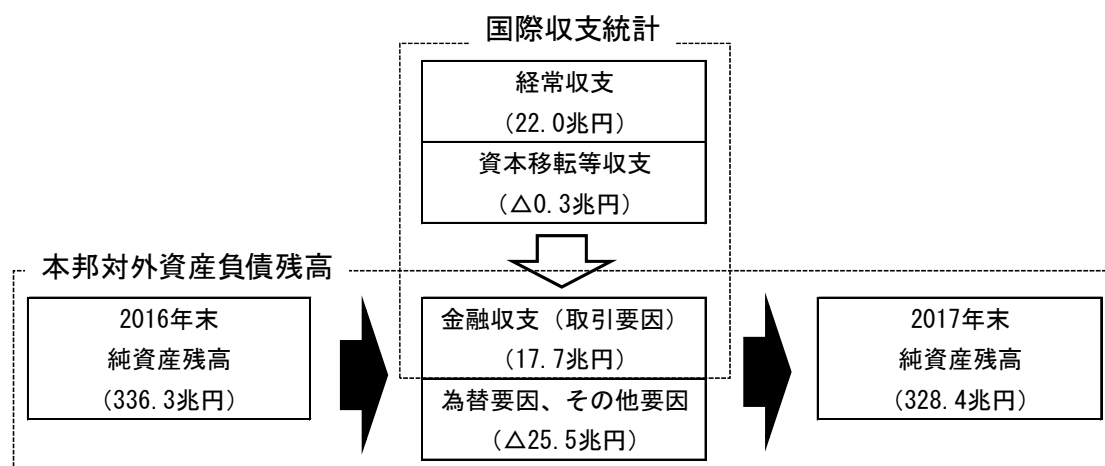 国際収支統計
経常収支
（22.0兆円）
資本移転等収支
（△0.3兆円）
本邦対外資産負債残高
2016年末
純資産残高
（336.3兆円）
金融収支（取引要因）
（17.7兆円）
為替要因、その他要因
（△25.5兆円）
2017年末
純資産残高
（328.4兆円）